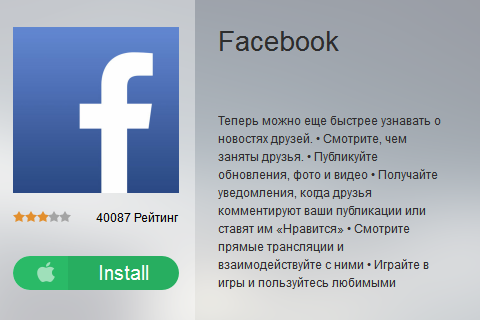 Facebook
Теперь можно еще быстрее узнавать о
новостях друзей. • Смотрите, чем
заняты друзья. • Публикуйте
обновления, фото и видео • Получайте
уведомления, когда друзья
комментируют ваши публикации или
ставят им «Нравится» • Смотрите
прямые трансляции и
взаимодействуйте с ними • Играйте в
игры и пользуйтесь любимыми
f
40087 Рейтинг
Install